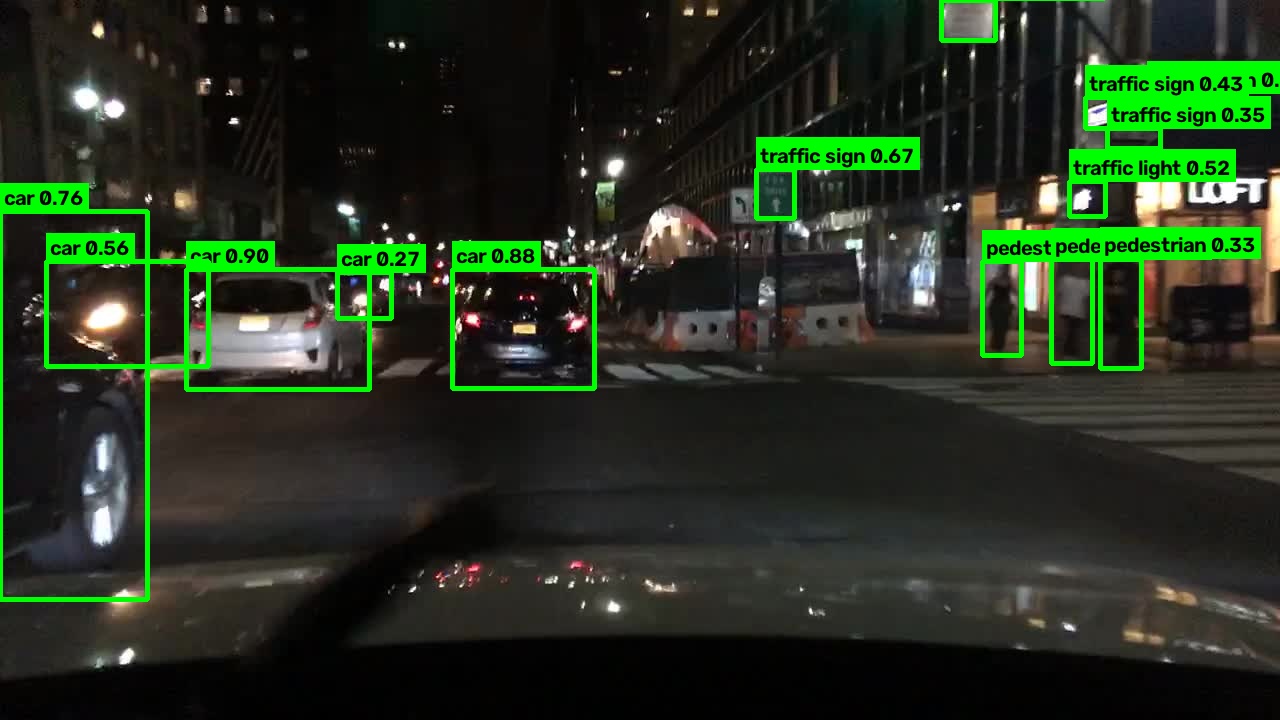 traffic sign 0.43
0.
traffic sign 0.35
traffic sign 0.67
traffic light 0.52
LOFT
car 0.76
car 0.56
car 0.90
car 0.27
car 0.88
pedest
pede
pedestrian 0.33